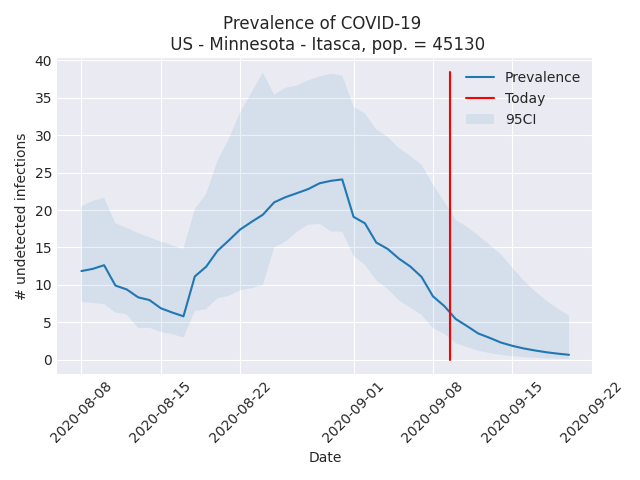 Prevalence of COVID-19
US - Minnesota - Itasca, pop. = 45130
40
35
30
25
20
15
10
5
0
# undetected infections
Prevalence
Today
95CI
2020-08-08
2020-08-15
2020-08-22
2020-09-01
2020-09-08
2020-09-15
2020-09-22
Date